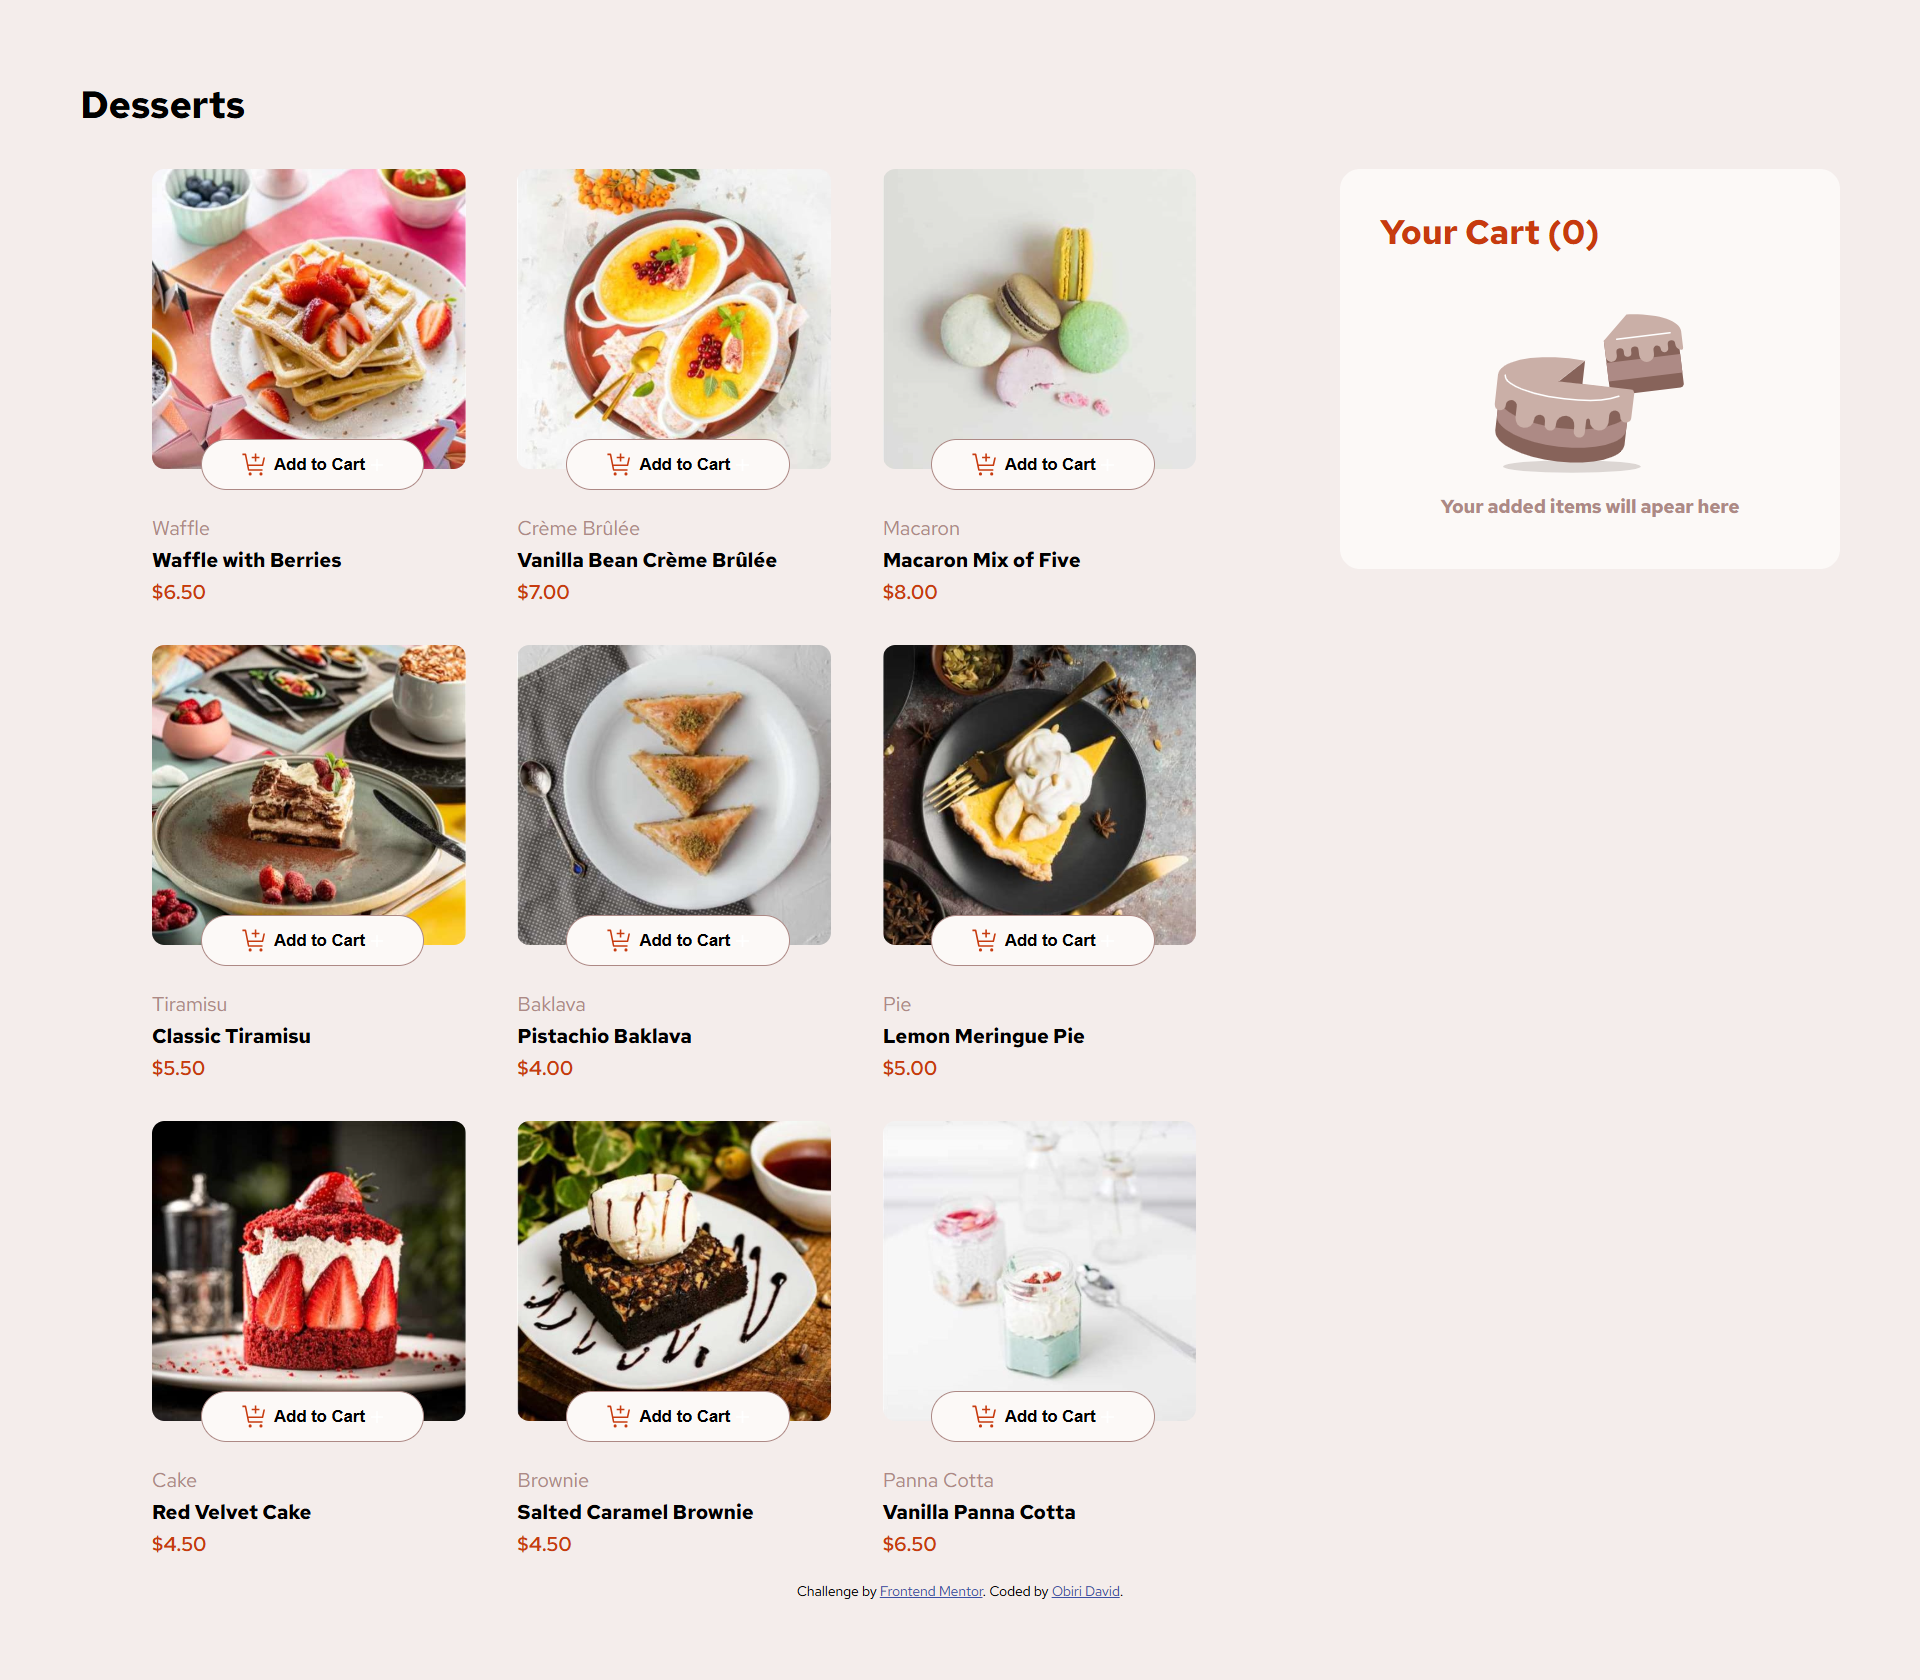 Desserts
Your Cart (0)
Your added items will apear here
Add to Cart
Add to Cart
Add to Cart
Waffle
Waffle with Berries
$6.50
Crème Brûlée
Vanilla Bean Crème Brûlée
$7.00
Macaron
Macaron Mix of Five
$8.00
Add to Cart
Add to Cart
Add to Cart
Tiramisu
Classic Tiramisu
$5.50
Baklava
Pistachio Baklava
$4.00
Pie
Lemon Meringue Pie
$5.00
Add to Cart
Add to Cart
Add to Cart
Cake
Red Velvet Cake
$4.50
Brownie
Salted Caramel Brownie
$4.50
Panna Cotta
Vanilla Panna Cotta
$6.50
Challenge by Frontend Mentor. Coded by Obiri David.